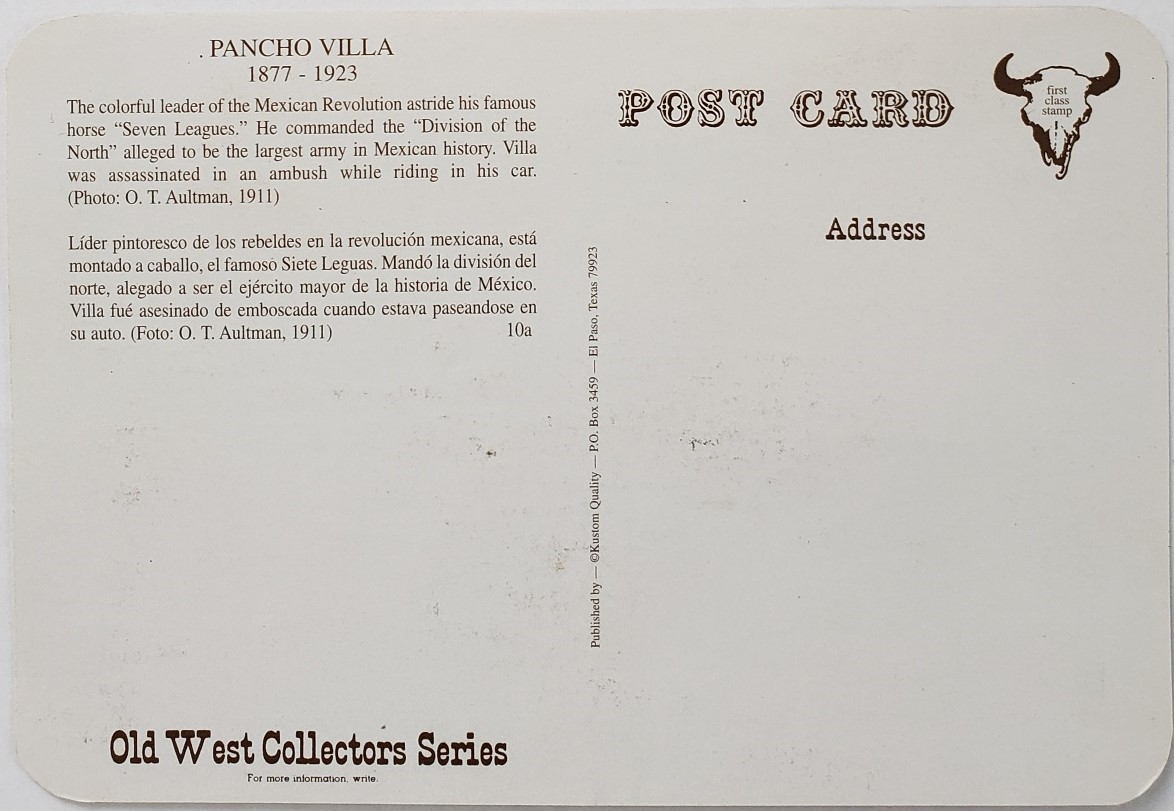 . PANCHO VILLA
1877 - 1923
The colorful leader of the Mexican Revolution astride his famous
horse “Seven Leagues.” He commanded the “Division of the
North” alleged to be the largest army in Mexican history. Villa
was assassinated in an ambush while riding in his car.
(Photo: O. T. Aultman, 1911)
Líder pintoresco de los rebeldes en la revolución mexicana, está
montado a caballo, el famoso Siete Leguas. Mandó la división del
norte, alegado a ser el ejército mayor de la historia de México.
Villa fué asesinado de emboscada cuando estava paseandose en
su auto. (Foto: O. T. Aultman, 1911) 10a
Old West Collectors Series
For more information, write.
Published by — ©Kustom Quality — P.O. Box 3459 — El Paso, Texas 79923
POST CARD
first
class
stamp
Address